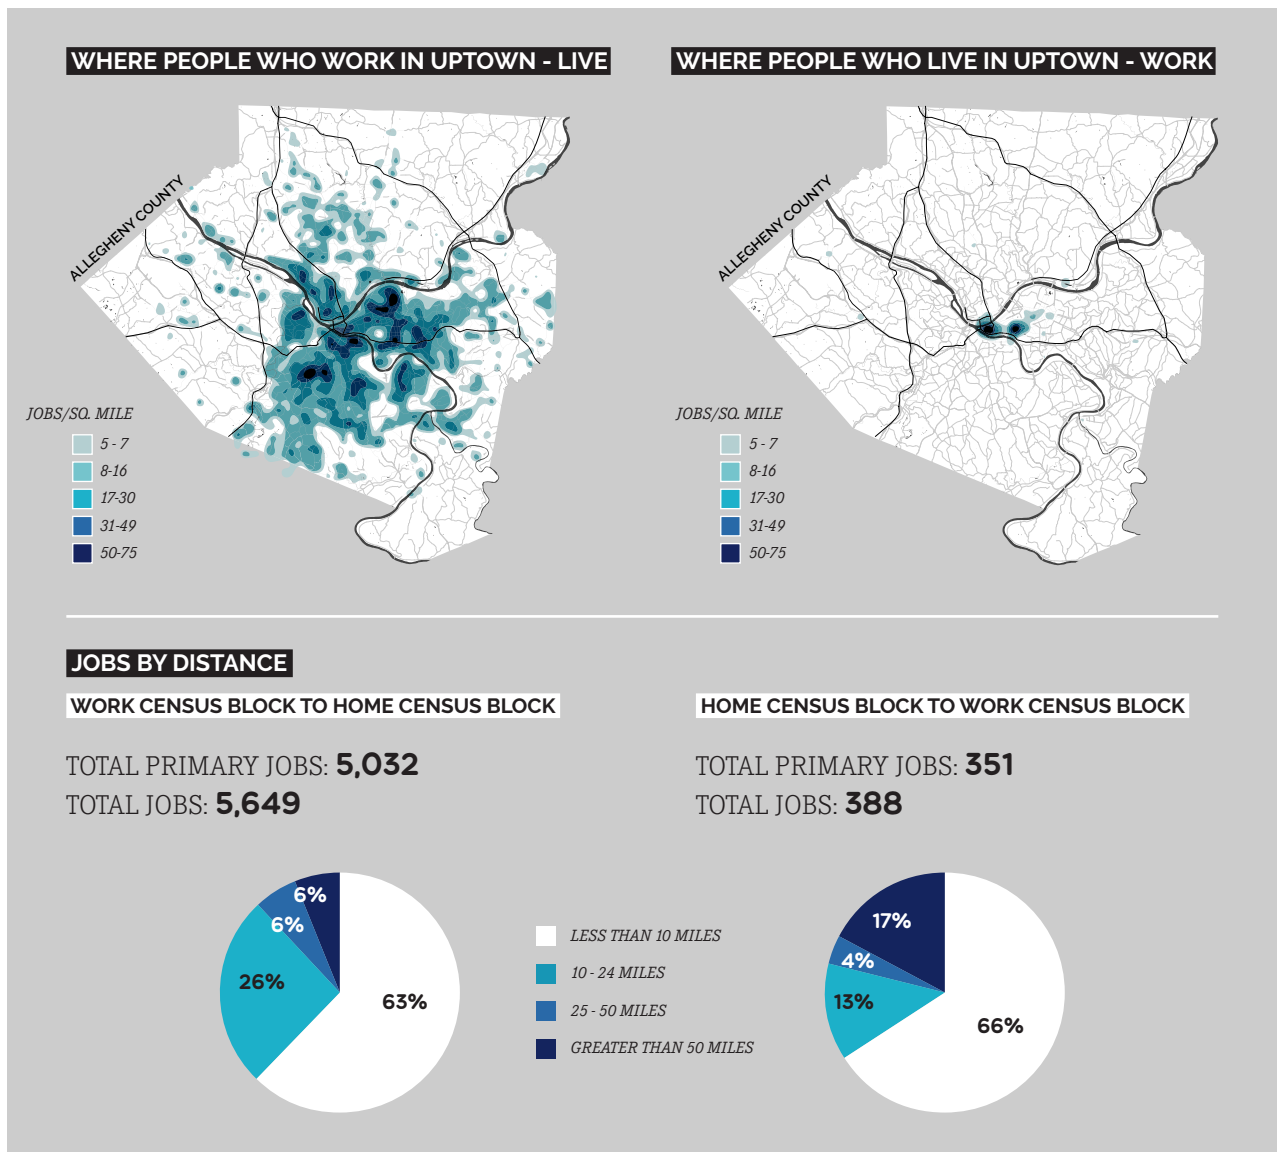 WHERE PEOPLE WHO WORK IN UPTOWN - LIVE
WHERE PEOPLE WHO LIVE IN UPTOWN - WORK
ALLEGHENY COUNTY
JOBS/SQ. MILE
5 - 7
8-16
17-30
31-49
50-75
ALLEGHENY COUNTY
JOBS/SQ. MILE
5 - 7
8-16
17-30
31-49
50-75
JOBS BY DISTANCE
WORK CENSUS BLOCK TO HOME CENSUS BLOCK
TOTAL PRIMARY JOBS: 5,032
TOTAL JOBS: 5,649
HOME CENSUS BLOCK TO WORK CENSUS BLOCK
TOTAL PRIMARY JOBS: 351
TOTAL JOBS: 388
6%
6%
26%
63%
LESS THAN 10 MILES
10 - 24 MILES
25 - 50 MILES
GREATER THAN 50 MILES
17%
4%
13%
66%